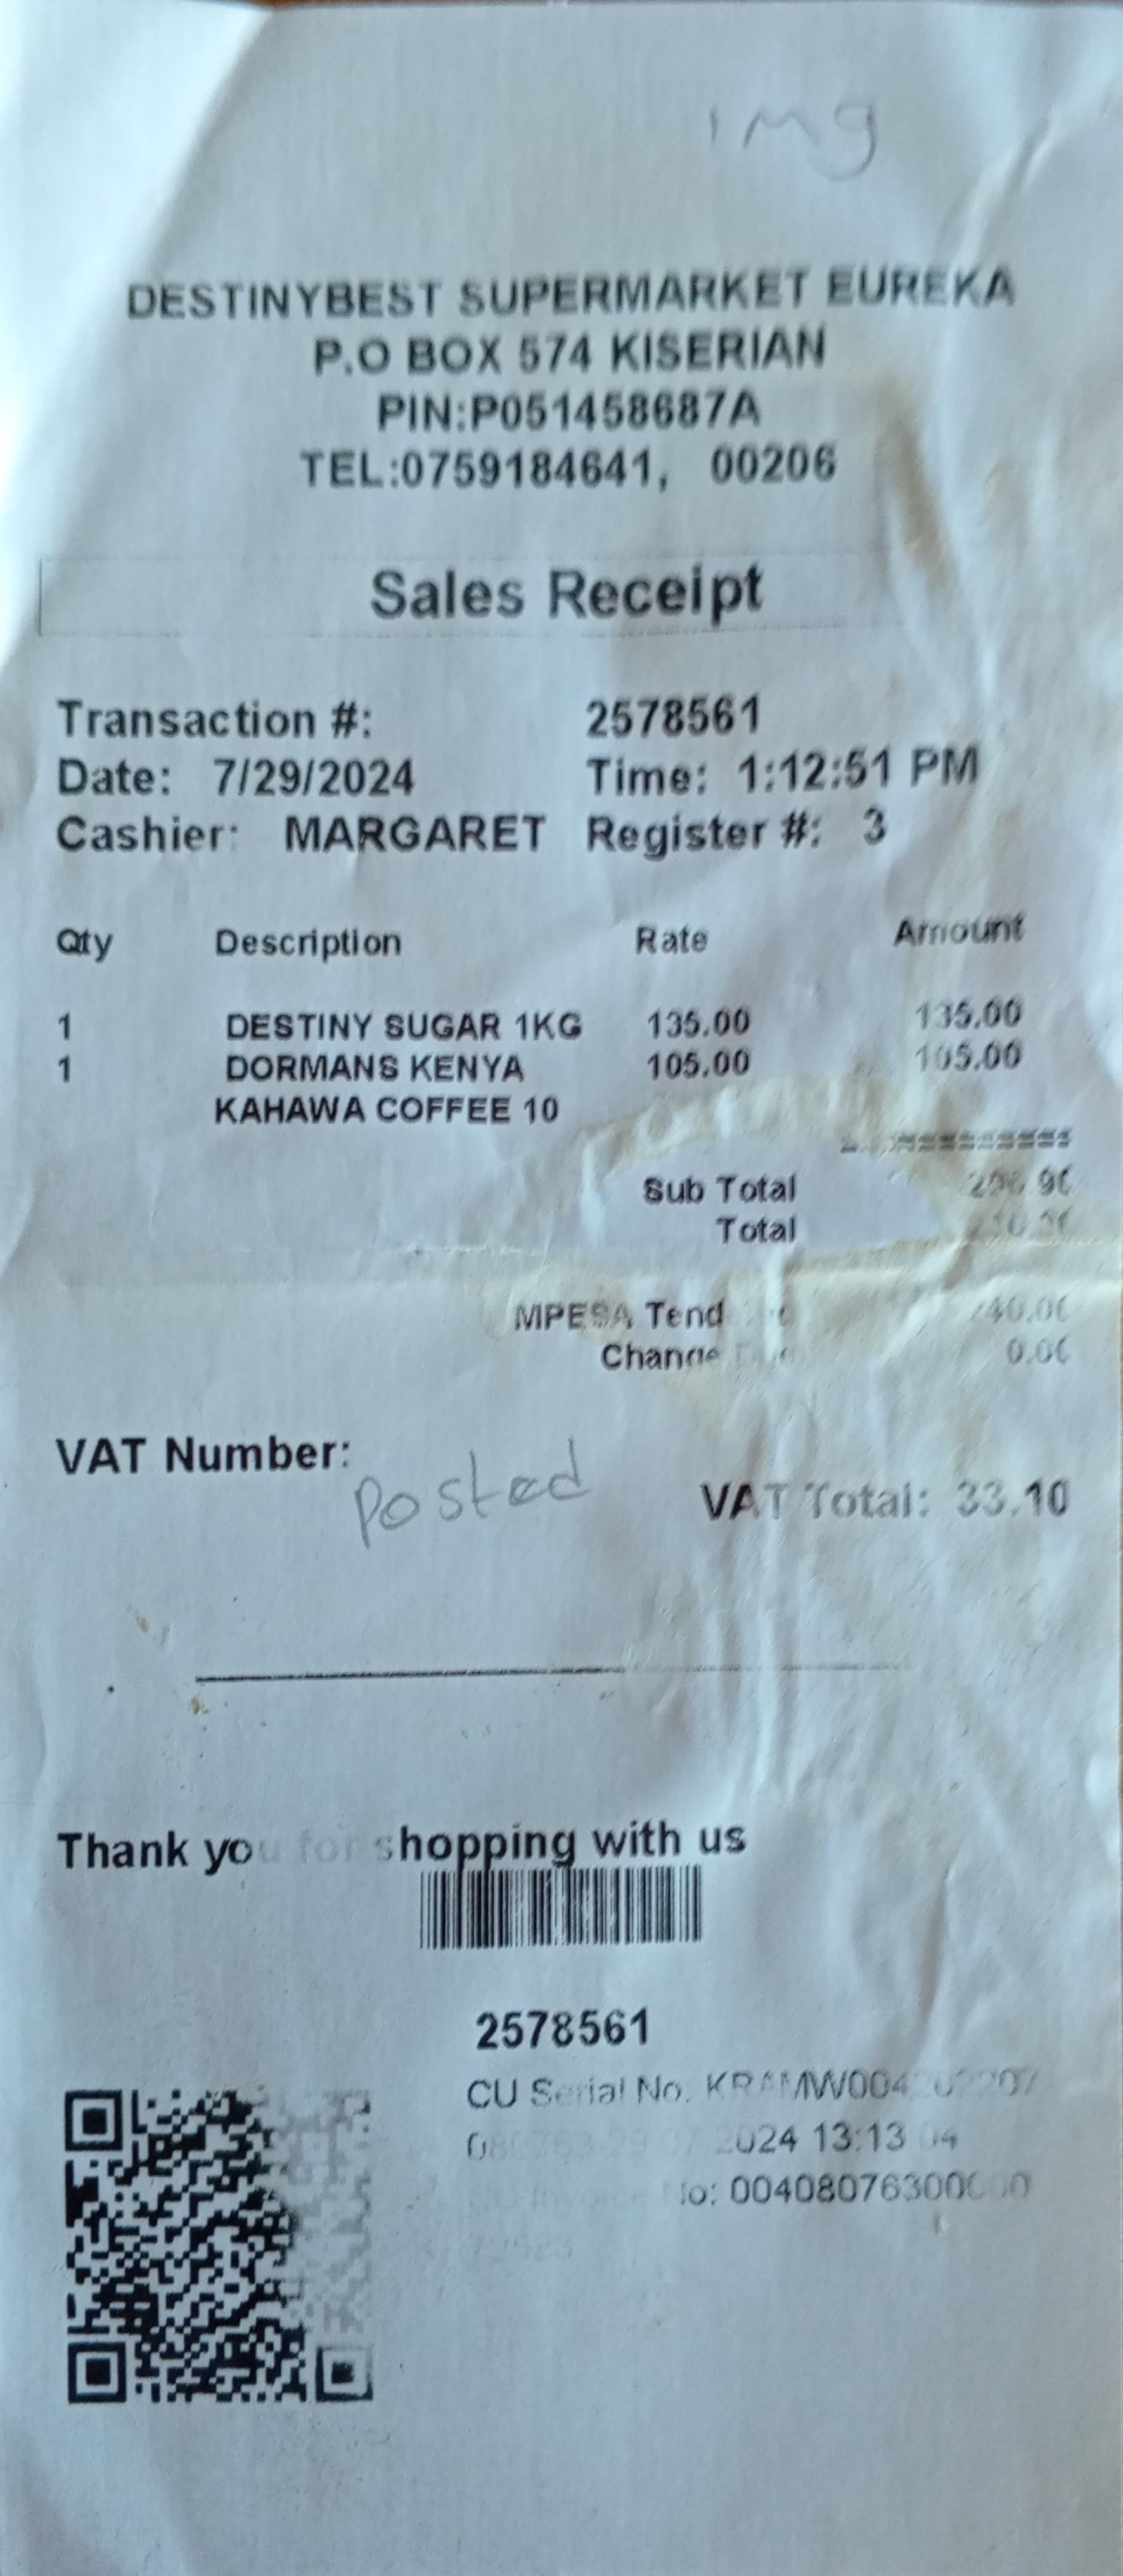 img
DESTINYBEST SUPERMARKET EUREKA
P.O BOX 574 KISERIAN
PIN:P051458687A
TEL:0759184641, 00206
Sales Receipt
Transaction #: 2578561
Date: 7/29/2024 Time: 1:12:51 PM
Cashier: MARGARET Register #: 3
Qty Description Rate Amount
1 DESTINY SUGAR 1KG 135.00 135.00
1 DORMANS KENYA 105.00 105.00
KAHAWA COFFEE 10
Sub Total
Total
MPESA Tend
Change 0.00
VAT Number:
posted
VAT Total: 33.10
Thank you for shopping with us
2578561
CU Serial No.
2024 13:13